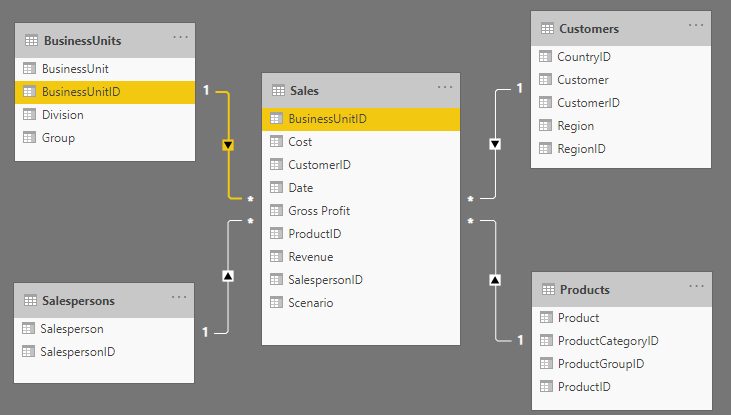 BusinessUnits
BusinessUnit
BusinessUnitID
Division
Group
1
Sales
BusinessUnitID
Cost
CustomerID
Date
Gross Profit
ProductID
Revenue
SalespersonID
Scenario
*
*
*
*
Customers
CountryID
Customer
CustomerID
Region
RegionID
1
Salespersons
Salesperson
SalespersonID
1
Products
Product
ProductCategoryID
ProductGroupID
ProductID
1